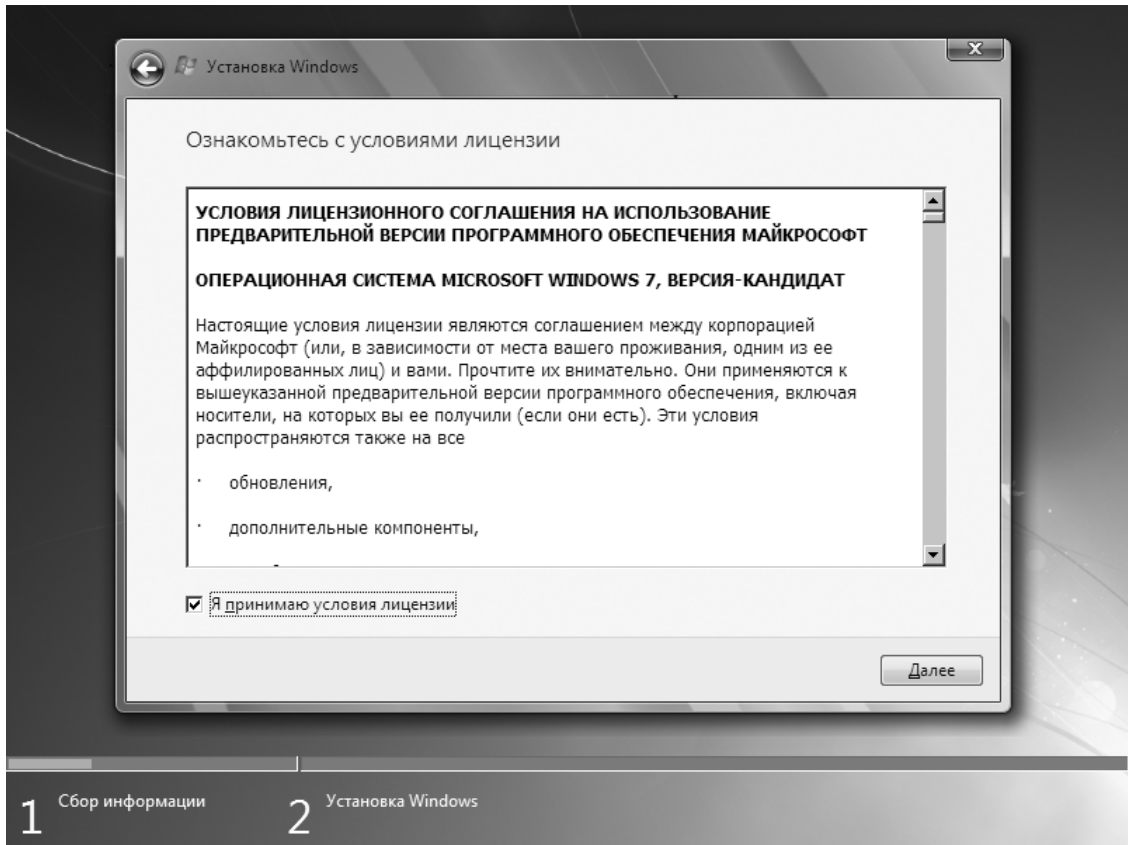 Установка Windows
Ознакомьтесь с условиями лицензии
УСЛОВИЯ ЛИЦЕНЗИОННОГО СОГЛАШЕНИЯ НА ИСПОЛЬЗОВАНИЕ
ПРЕДВАРИТЕЛЬНОЙ ВЕРСИИ ПРОГРАММНОГО ОБЕСПЕЧЕНИЯ МАЙКРОСОФТ
ОПЕРАЦИОННАЯ СИСТЕМА MICROSOFT WINDOWS 7, ВЕРСИЯ-КАНДИДАТ
Настоящие условия лицензии являются соглашением между корпорацией
Майкрософт (или, в зависимости от места вашего проживания, одним из ее
аффилированных лиц) и вами. Прочтите их внимательно. Они применяются к
вышеуказанной предварительной версии программного обеспечения, включая
носители, на которых вы ее получили (если они есть). Эти условия
распространяются также на все
· обновления,
· дополнительные компоненты,
Я принимаю условия лицензии
Далее
1 Сбор информации
2 Установка Windows